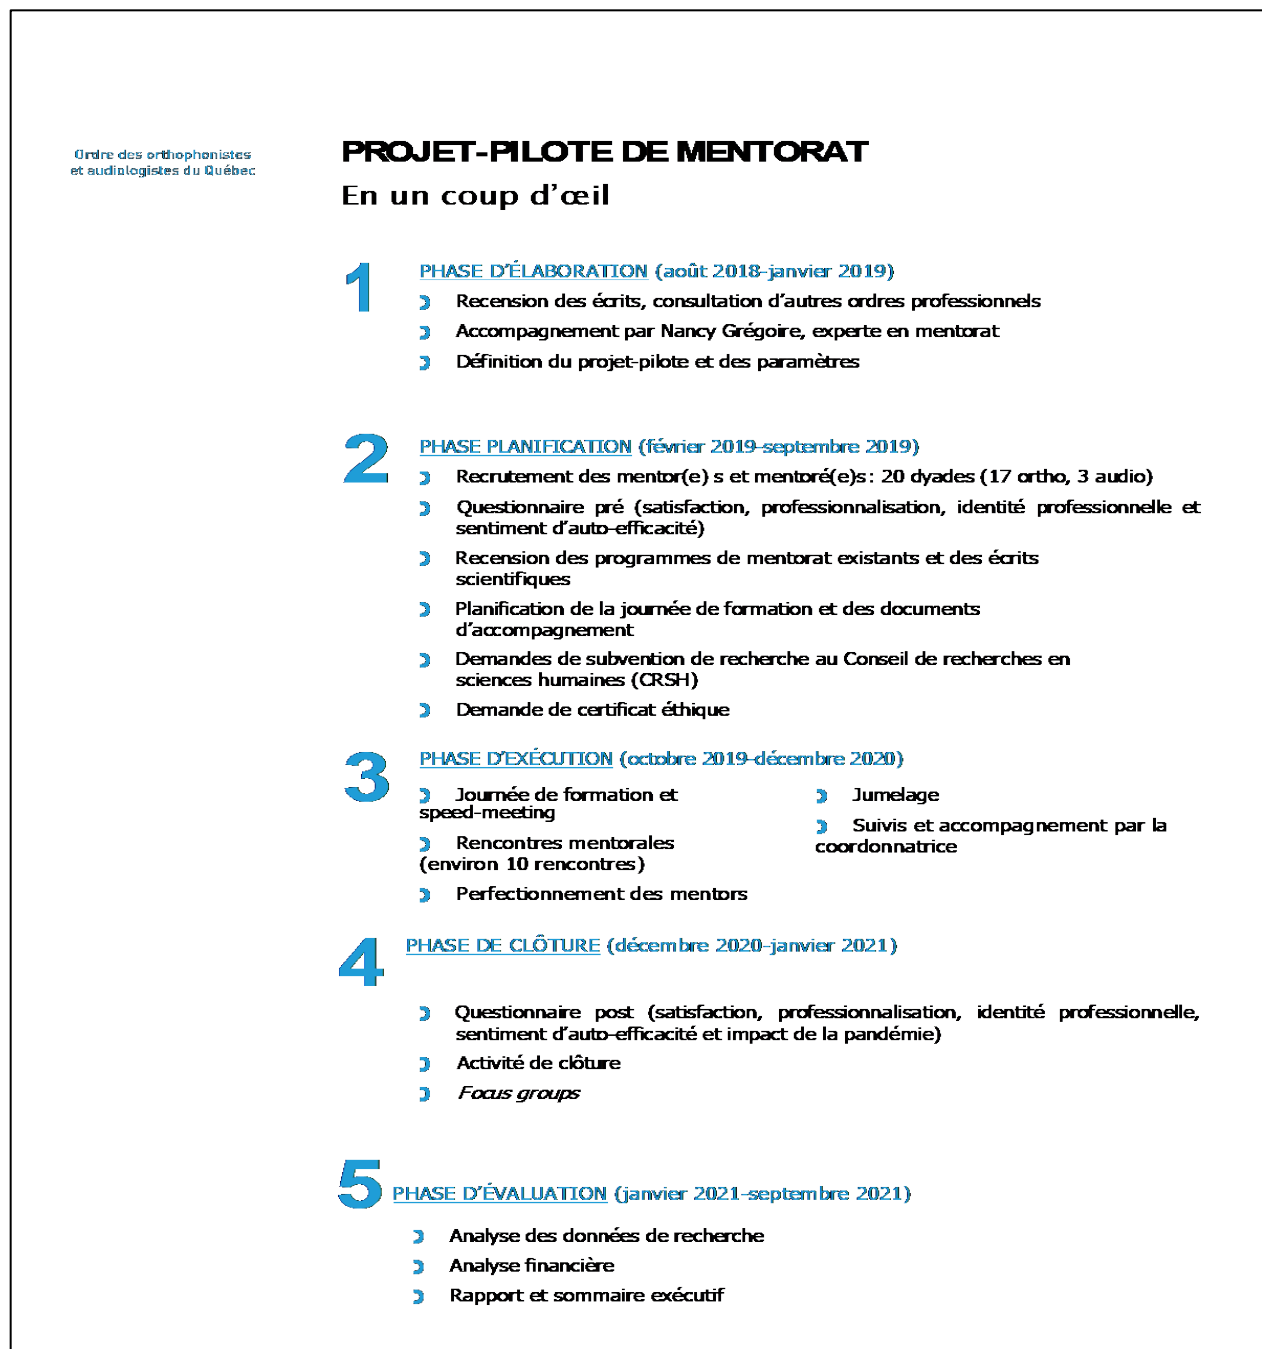 Ordre des orthophonistes
et audiologistes du Québec
PROJET-PILOTE DE MENTORAT
En un coup d'œil
1
PHASE D'ÉLABORATION (août 2018-janvier 2019)
Recension des écrits, consultation d'autres ordres professionnels
Accompagnement par Nancy Grégoire, experte en mentorat
Définition du projet-pilote et des paramètres
2
PHASE PLANIFICATION (février 2019-septembre 2019)
Recrutement des mentor(e) s et mentoré(e)s : 20 dyades (17 ortho, 3 audio)
Questionnaire pré (satisfaction, professionnalisation, identité professionnelle et
sentiment d'auto-efficacité)
Recension des programmes de mentorat existants et des écrits
scientifiques
Planification de la journée de formation et des documents
d'accompagnement
Demandes de subvention de recherche au Conseil de recherches en
sciences humaines (CRSH)
Demande de certificat éthique
3
PHASE D'EXÉCUTION (octobre 2019-décembre 2020)
Journée de formation et
speed-meeting
Rencontres mentorales
(environ 10 rencontres)
Perfectionnement des mentors
Jumelage
Suivis et accompagnement par la
coordonnatrice
4
PHASE DE CLÔTURE (décembre 2020-janvier 2021)
Questionnaire post (satisfaction, professionnalisation, identité professionnelle,
sentiment d'auto-efficacité et impact de la pandémie)
Activité de clôture
Focus groups
5
PHASE D'ÉVALUATION (janvier 2021-septembre 2021)
Analyse des données de recherche
Analyse financière
Rapport et sommaire exécutif